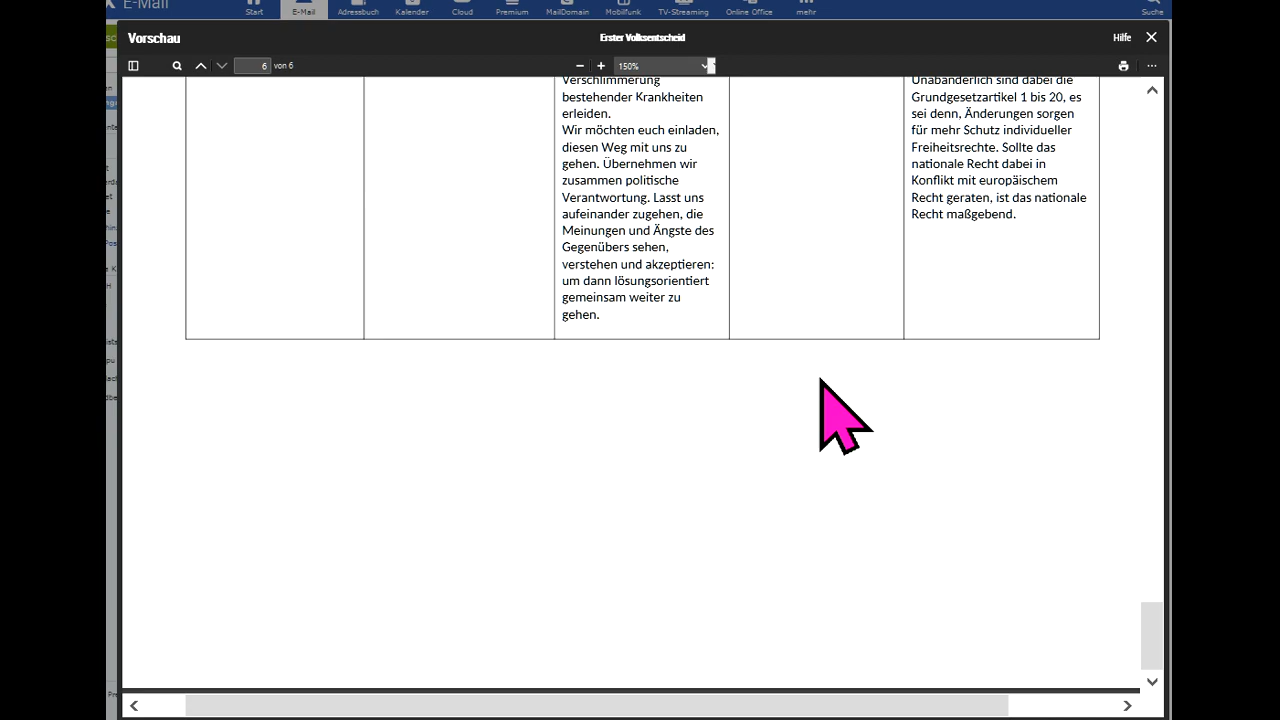 E-Mail
Start
E-Mail
Adressbuch
Kalender
Cloud
Premium
MailDomain
Mobilfunk
TV-Streaming
Online Office
mehr
Suche
Vorschau
Erster Volksentscheid
Hilfe
6 von 6
150%
Verschlimmerung
bestehender Krankheiten
erleiden.
Wir möchten euch einladen,
diesen Weg mit uns zu
gehen. Übernehmen wir
zusammen politische
Verantwortung. Lasst uns
aufeinander zugehen, die
Meinungen und Ängste des
Gegenübers sehen,
verstehen und akzeptieren:
um dann lösungsorientiert
gemeinsam weiter zu
gehen.
Unabänderlich sind dabei die
Grundgesetzartikel 1 bis 20, es
sei denn, Änderungen sorgen
für mehr Schutz individueller
Freiheitsrechte. Sollte das
nationale Recht dabei in
Konflikt mit europäischem
Recht geraten, ist das nationale
Recht maßgebend.